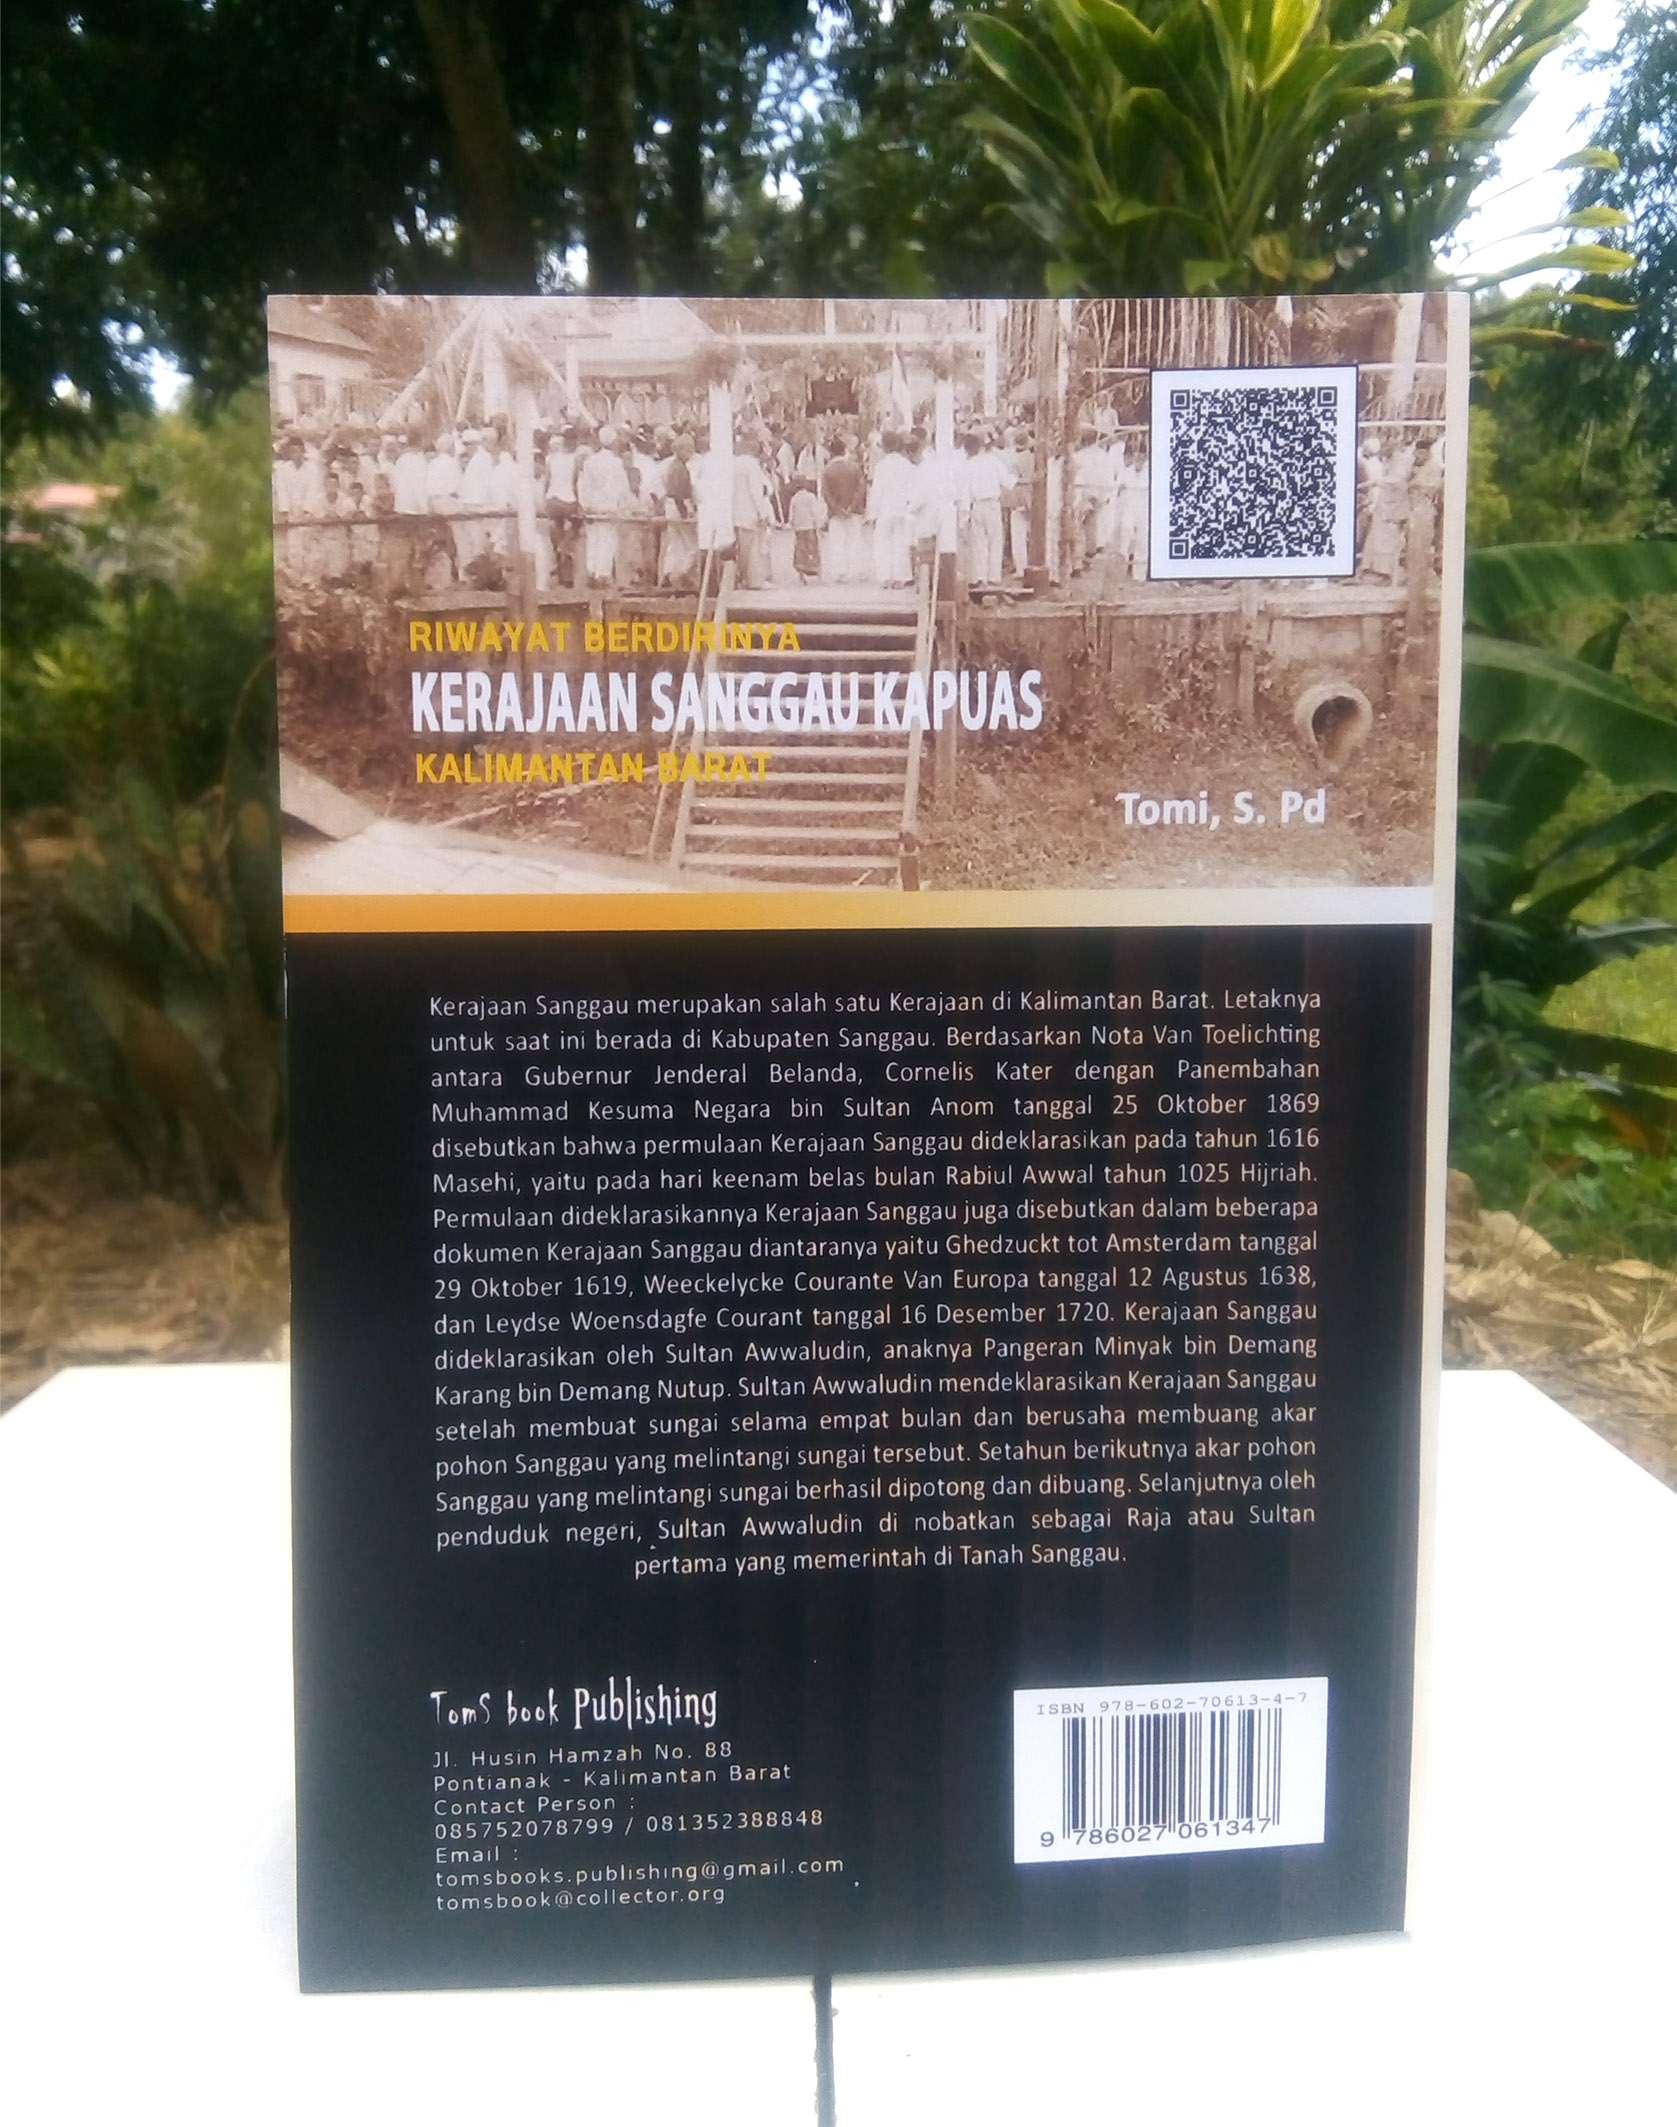 RIWAYAT BERDIRINYA
KERAJAAN SANGGAU KAPUAS
KALIMANTAN BARAT
Tomi, S. Pd
Kerajaan Sanggau merupakan salah satu Kerajaan di Kalimantan Barat. Letaknya
untuk saat ini berada di Kabupaten Sanggau. Berdasarkan Nota Van Toelichting
antara Gubernur Jenderal Belanda, Cornelis Kater dengan Panembahan
Muhammad Kesuma Negara bin Sultan Anom tanggal 25 Oktober 1869
disebutkan bahwa permulaan Kerajaan Sanggau dideklarasikan pada tahun 1616
Masehi, yaitu pada hari keenam belas bulan Rabiul Awwal tahun 1025 Hijriah.
Permulaan dideklarasikannya Kerajaan Sanggau juga disebutkan dalam beberapa
dokumen Kerajaan Sanggau diantaranya yaitu Ghedzuckt tot Amsterdam tanggal
29 Oktober 1619, Weeckelycke Courante Van Europa tanggal 12 Agustus 1638,
dan Leydse Woensdagfe Courant tanggal 16 Desember 1720. Kerajaan Sanggau
dideklarasikan oleh Sultan Awwaludin, anaknya Pangeran Minyak bin Demang
Karang bin Demang Nutup. Sultan Awwaludin mendeklarasikan Kerajaan Sanggau
setelah membuat sungai selama empat bulan dan berusaha membuang akar
pohon Sanggau yang melintangi sungai tersebut. Setahun berikutnya akar pohon
Sanggau yang melintangi sungai berhasil dipotong dan dibuang. Selanjutnya oleh
penduduk negeri, Sultan Awwaludin di nobatkan sebagai Raja atau Sultan
pertama yang memerintah di Tanah Sanggau.
TomS book Publishing
Jl. Husin Hamzah No. 88
Pontianak - Kalimantan Barat
Contact Person :
085752078799 / 081352388848
Email :
tomsbooks.publishing@gmail.com
tomsbook@collector.org
ISBN 978-602-70613-4-7
9 786027 061347